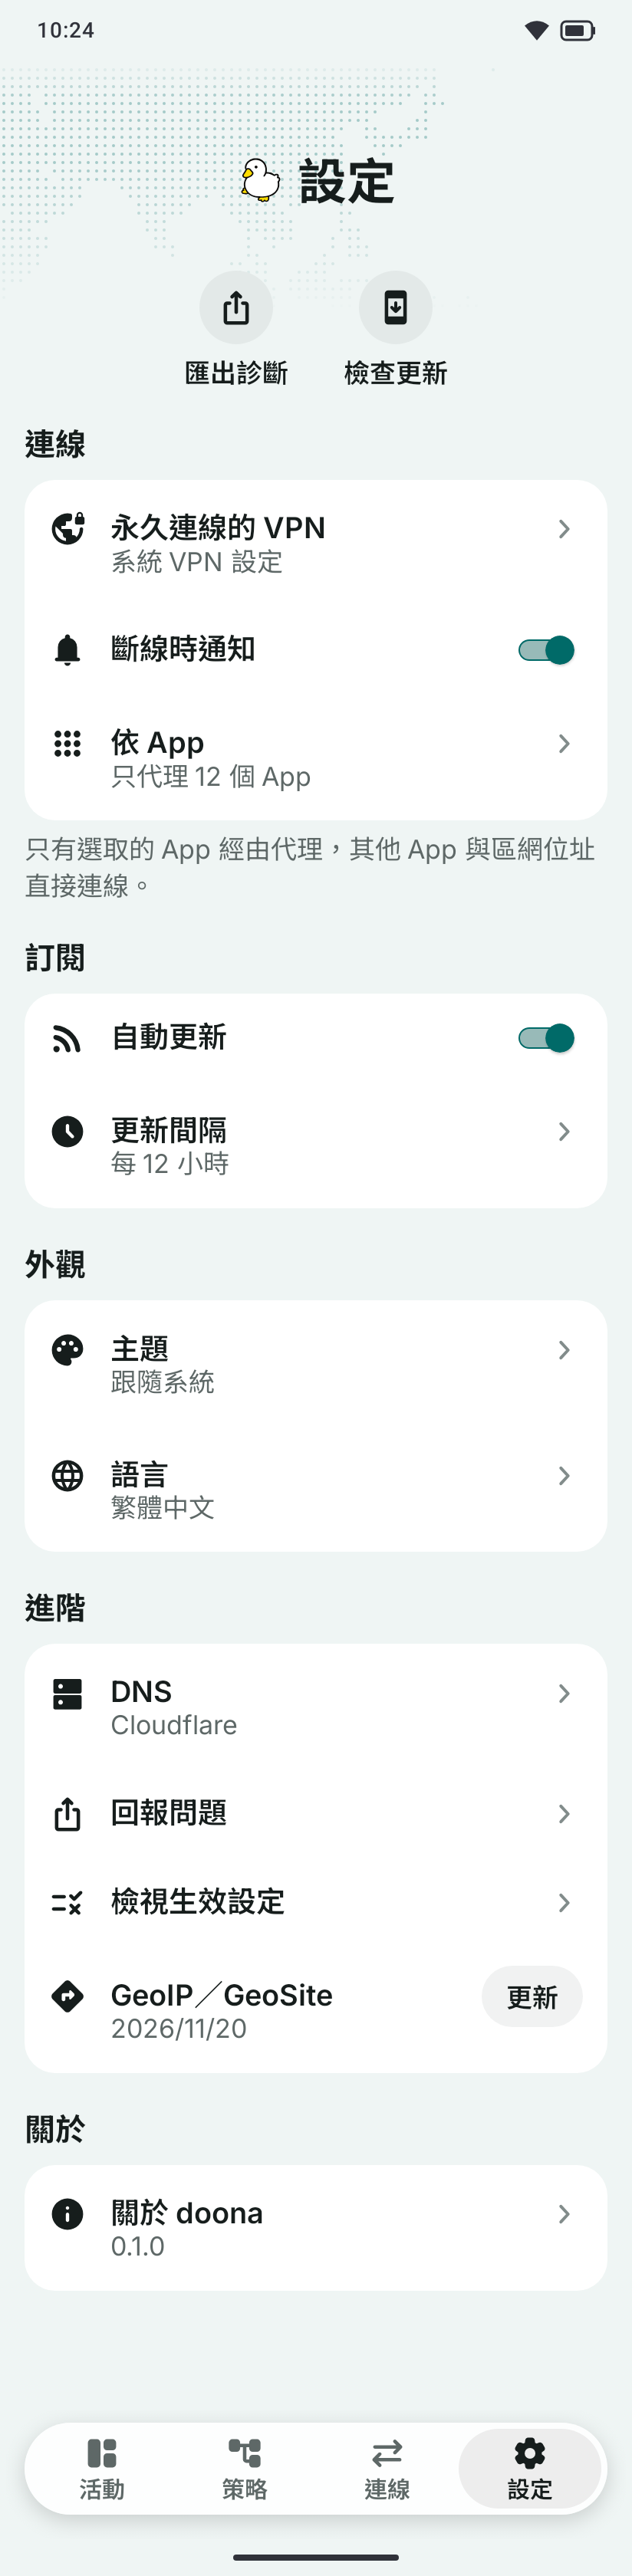 10:24
設定
匯出診斷
檢查更新
連線
永久連線的 VPN
系統 VPN 設定
斷線時通知
依 App
只代理 12 個 App
只有選取的 App 經由代理，其他 App 與區網位址
直接連線。
訂閱
自動更新
更新間隔
每 12 小時
外觀
主題
跟隨系統
語言
繁體中文
進階
DNS
Cloudflare
回報問題
檢視生效設定
GeoIP／GeoSite
2026/11/20
更新
關於
關於 doona
0.1.0
活動
策略
連線
設定